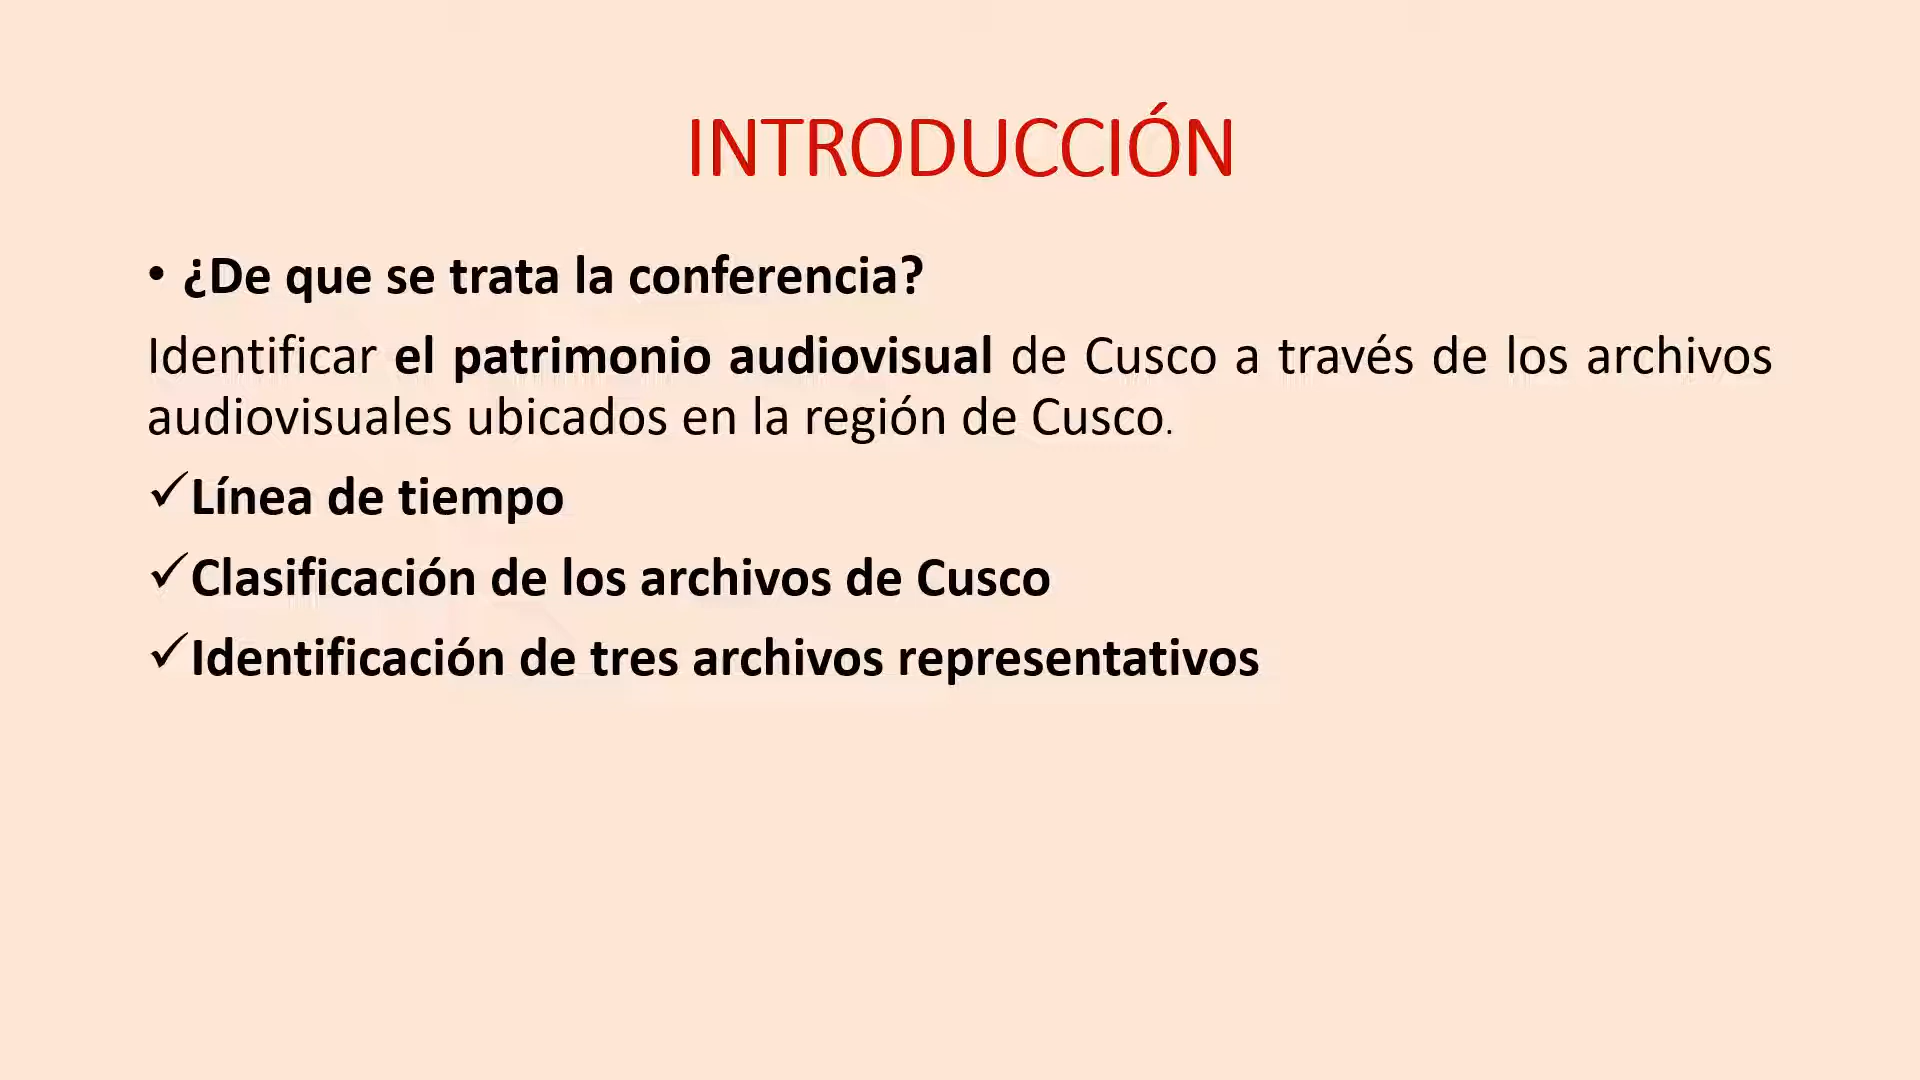 INTRODUCCIÓN
• ¿De que se trata la conferencia?
Identificar el patrimonio audiovisual de Cusco a través de los archivos
audiovisuales ubicados en la región de Cusco.
✓Línea de tiempo
✓Clasificación de los archivos de Cusco
✓Identificación de tres archivos representativos